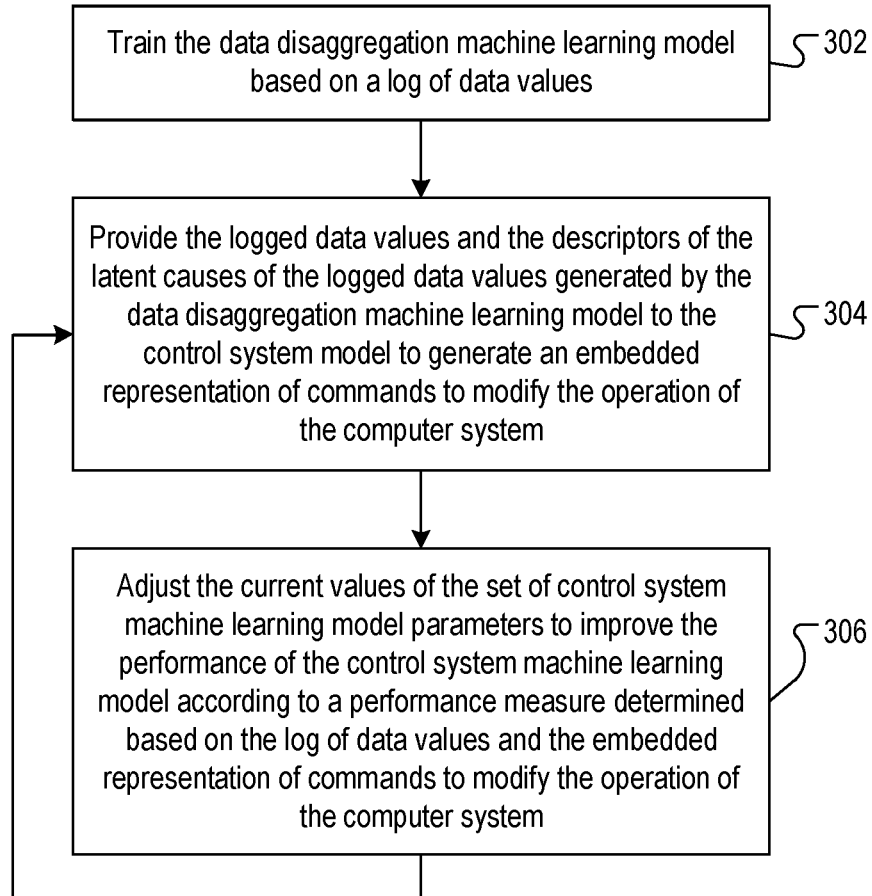 Train the data disaggregation machine learning model
based on a log of data values
302
Provide the logged data values and the descriptors of the
latent causes of the logged data values generated by the
data disaggregation machine learning model to the
control system model to generate an embedded
representation of commands to modify the operation of
the computer system
304
Adjust the current values of the set of control system
machine learning model parameters to improve the
performance of the control system machine learning
model according to a performance measure determined
based on the log of data values and the embedded
representation of commands to modify the operation of
the computer system
306